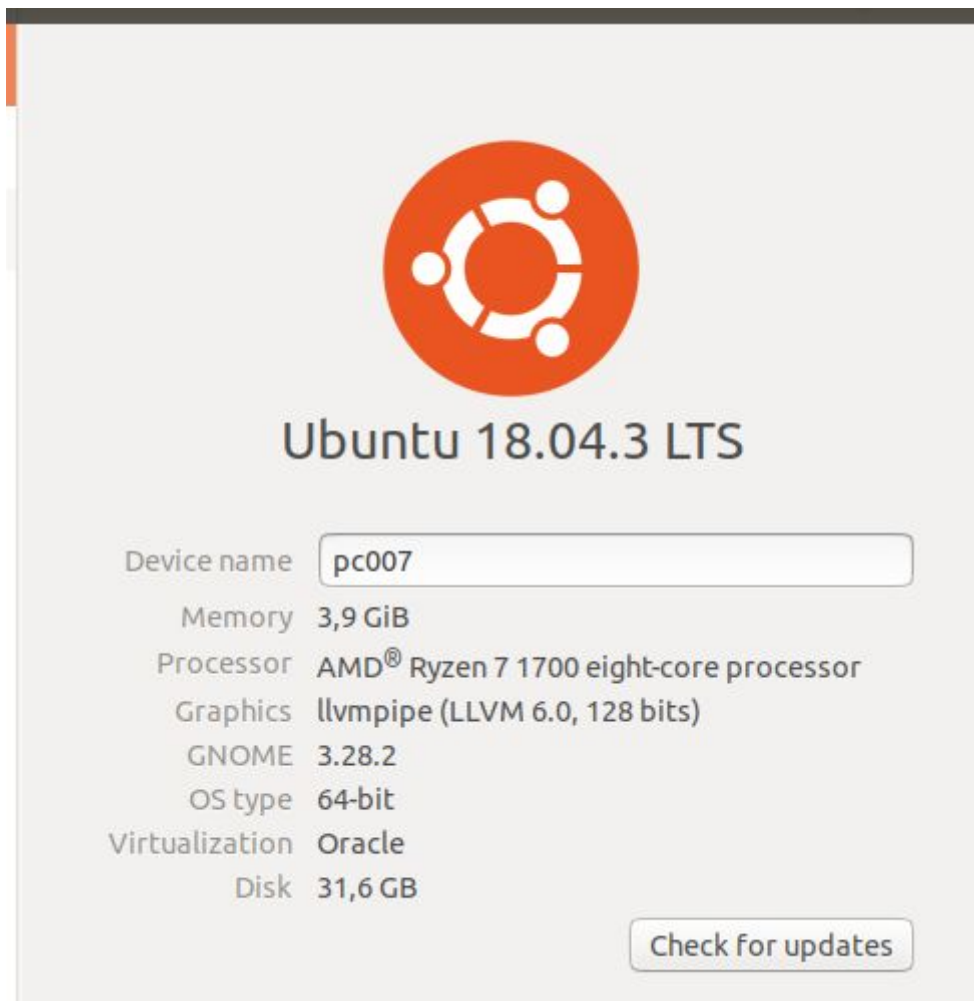 Ubuntu 18.04.3 LTS
Device name pc007
Memory 3,9 GiB
Processor AMD® Ryzen 7 1700 eight-core processor
Graphics llvmpipe (LLVM 6.0, 128 bits)
GNOME 3.28.2
OS type 64-bit
Virtualization Oracle
Disk 31,6 GB
Check for updates